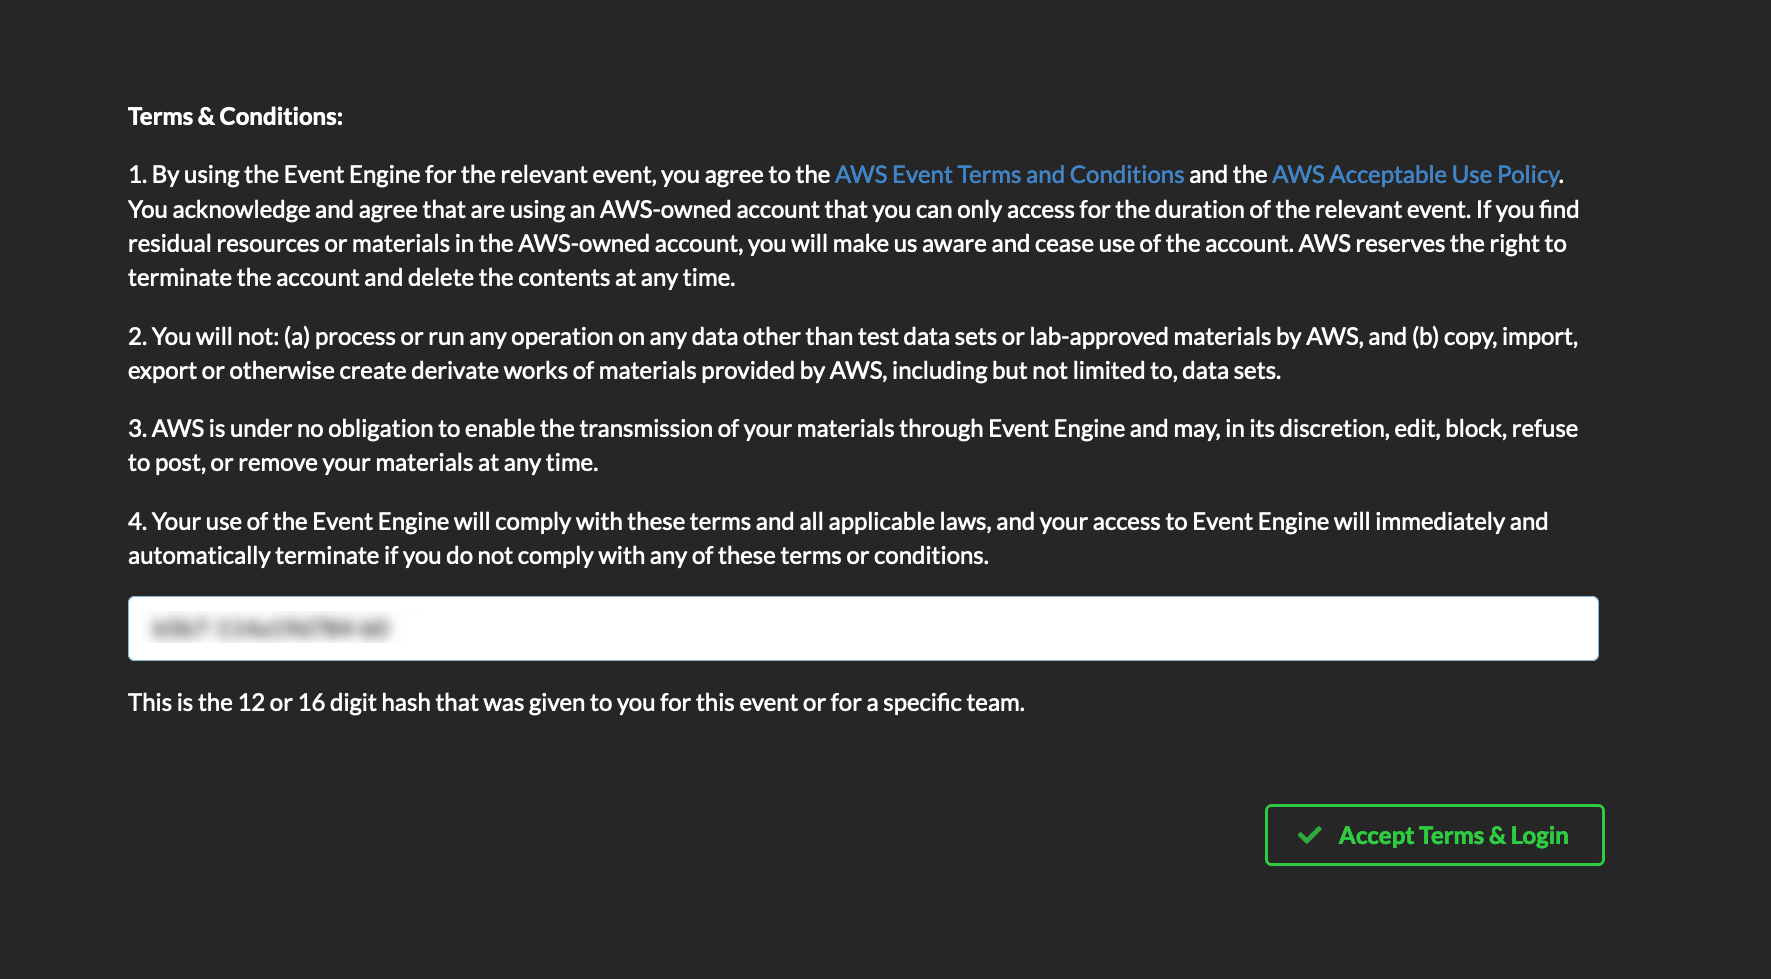 Terms & Conditions:
1. By using the Event Engine for the relevant event, you agree to the AWS Event Terms and Conditions and the AWS Acceptable Use Policy.
You acknowledge and agree that are using an AWS-owned account that you can only access for the duration of the relevant event. If you find
residual resources or materials in the AWS-owned account, you will make us aware and cease use of the account. AWS reserves the right to
terminate the account and delete the contents at any time.
2. You will not: (a) process or run any operation on any data other than test data sets or lab-approved materials by AWS, and (b) copy, import,
export or otherwise create derivate works of materials provided by AWS, including but not limited to, data sets.
3. AWS is under no obligation to enable the transmission of your materials through Event Engine and may, in its discretion, edit, block, refuse
to post, or remove your materials at any time.
4. Your use of the Event Engine will comply with these terms and all applicable laws, and your access to Event Engine will immediately and
automatically terminate if you do not comply with any of these terms or conditions.
This is the 12 or 16 digit hash that was given to you for this event or for a specific team.
Accept Terms & Login